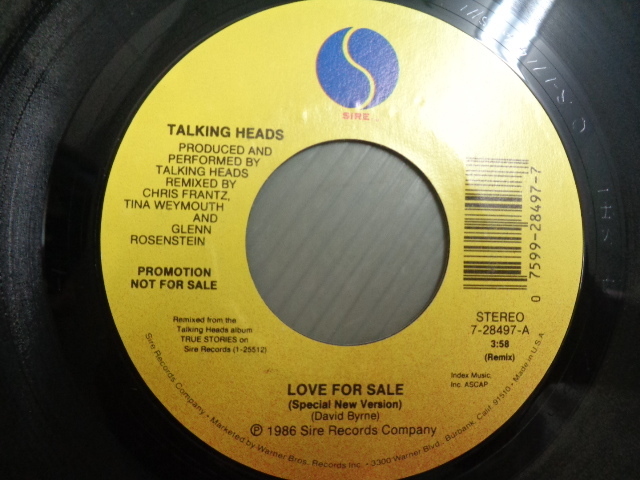 SiRE
TALKING HEADS
PRODUCED AND
PERFORMED BY
TALKING HEADS
REMIXED BY
CHRIS FRANTZ,
TINA WEYMOUTH
AND
GLENN
ROSENSTEIN
PROMOTION
NOT FOR SALE
Remixed from the
Talking Heads album
TRUE STORIES on
Sire Records (1-25512)
0 7599-28497-7
STEREO
7-28497-A
3:58
(Remix)
Index Music,
Inc. ASCAP
LOVE FOR SALE
(Special New Version)
(David Byrne)
℗ 1986 Sire Records Company
Sire Records Company • Marketed by Warner Bros. Records Inc. • 3300 Warner Blvd., Burbank, Calif. 91510 • Made in U.S.A.